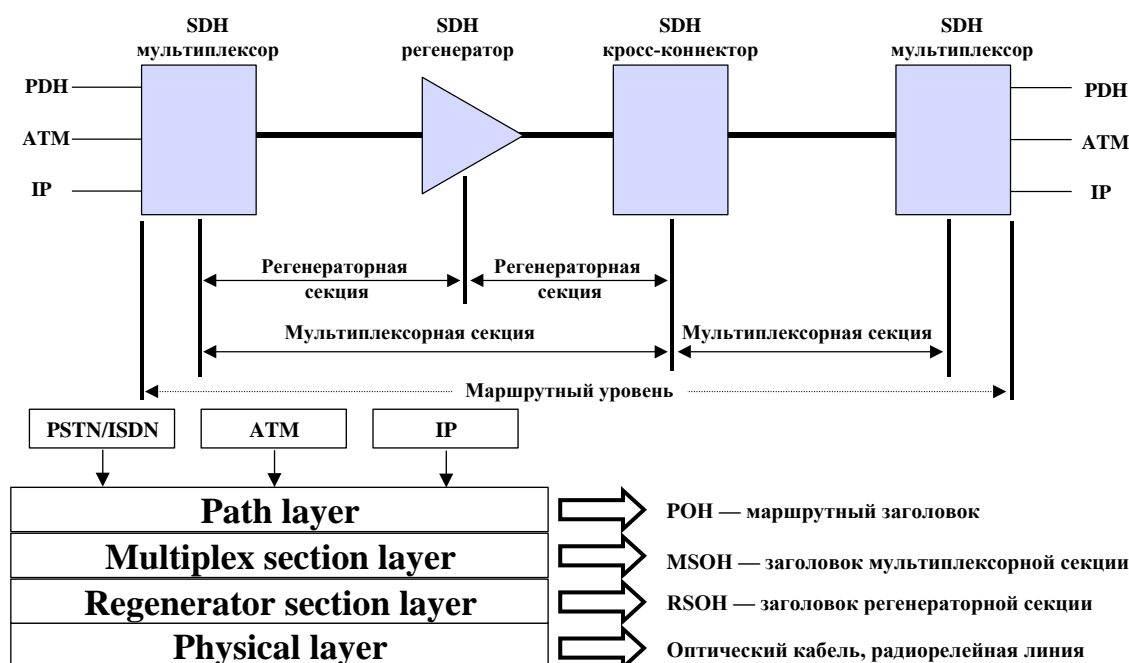 SDH
мультиплексор
SDH
регенератор
SDH
кросс-коннектор
SDH
мультиплексор
PDH
ATM
IP
PDH
ATM
IP
Регенераторная
секция
Регенераторная
секция
Мультиплексорная секция
Мультиплексорная секция
Маршрутный уровень
PSTN/ISDN
ATM
IP
Path layer
POH — маршрутный заголовок
Multiplex section layer
MSOH — заголовок мультиплексорной секции
Regenerator section layer
RSOH — заголовок регенераторной секции
Physical layer
Оптический кабель, радиорелейная линия